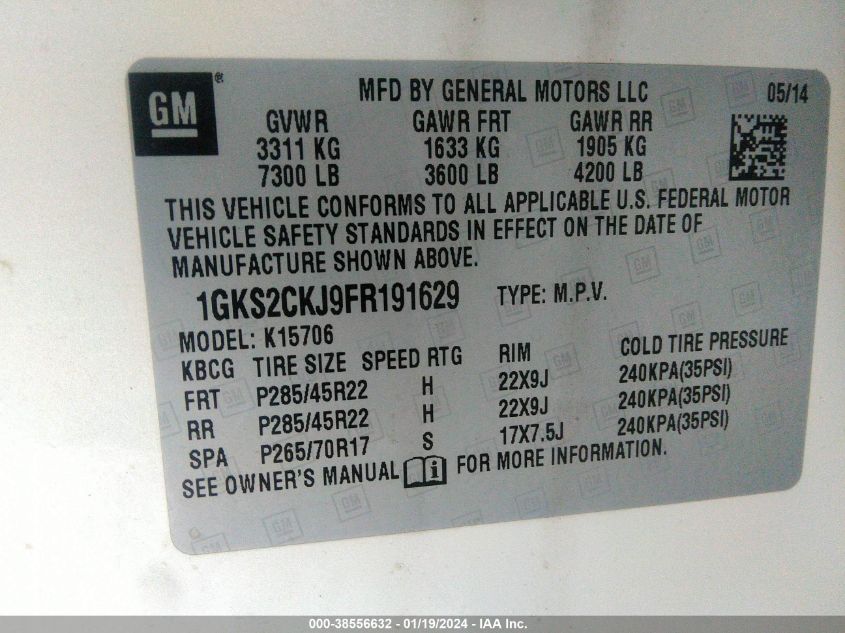 GM®
MFD BY GENERAL MOTORS LLC 05/14
GVWR GAWR FRT GAWR RR
3311 KG 1633 KG 1905 KG
7300 LB 3600 LB 4200 LB
THIS VEHICLE CONFORMS TO ALL APPLICABLE U.S. FEDERAL MOTOR
VEHICLE SAFETY STANDARDS IN EFFECT ON THE DATE OF
MANUFACTURE SHOWN ABOVE.
1GKS2CKJ9FR191629 TYPE: M.P.V.
MODEL: K15706
KBCG TIRE SIZE SPEED RTG RIM COLD TIRE PRESSURE
FRT P285/45R22 H 22X9J 240KPA(35PSI)
RR P285/45R22 H 22X9J 240KPA(35PSI)
SPA P265/70R17 S 17X7.5J 240KPA(35PSI)
SEE OWNER'S MANUAL i FOR MORE INFORMATION.
000-38556632 - 01/19/2024 - IAA Inc.